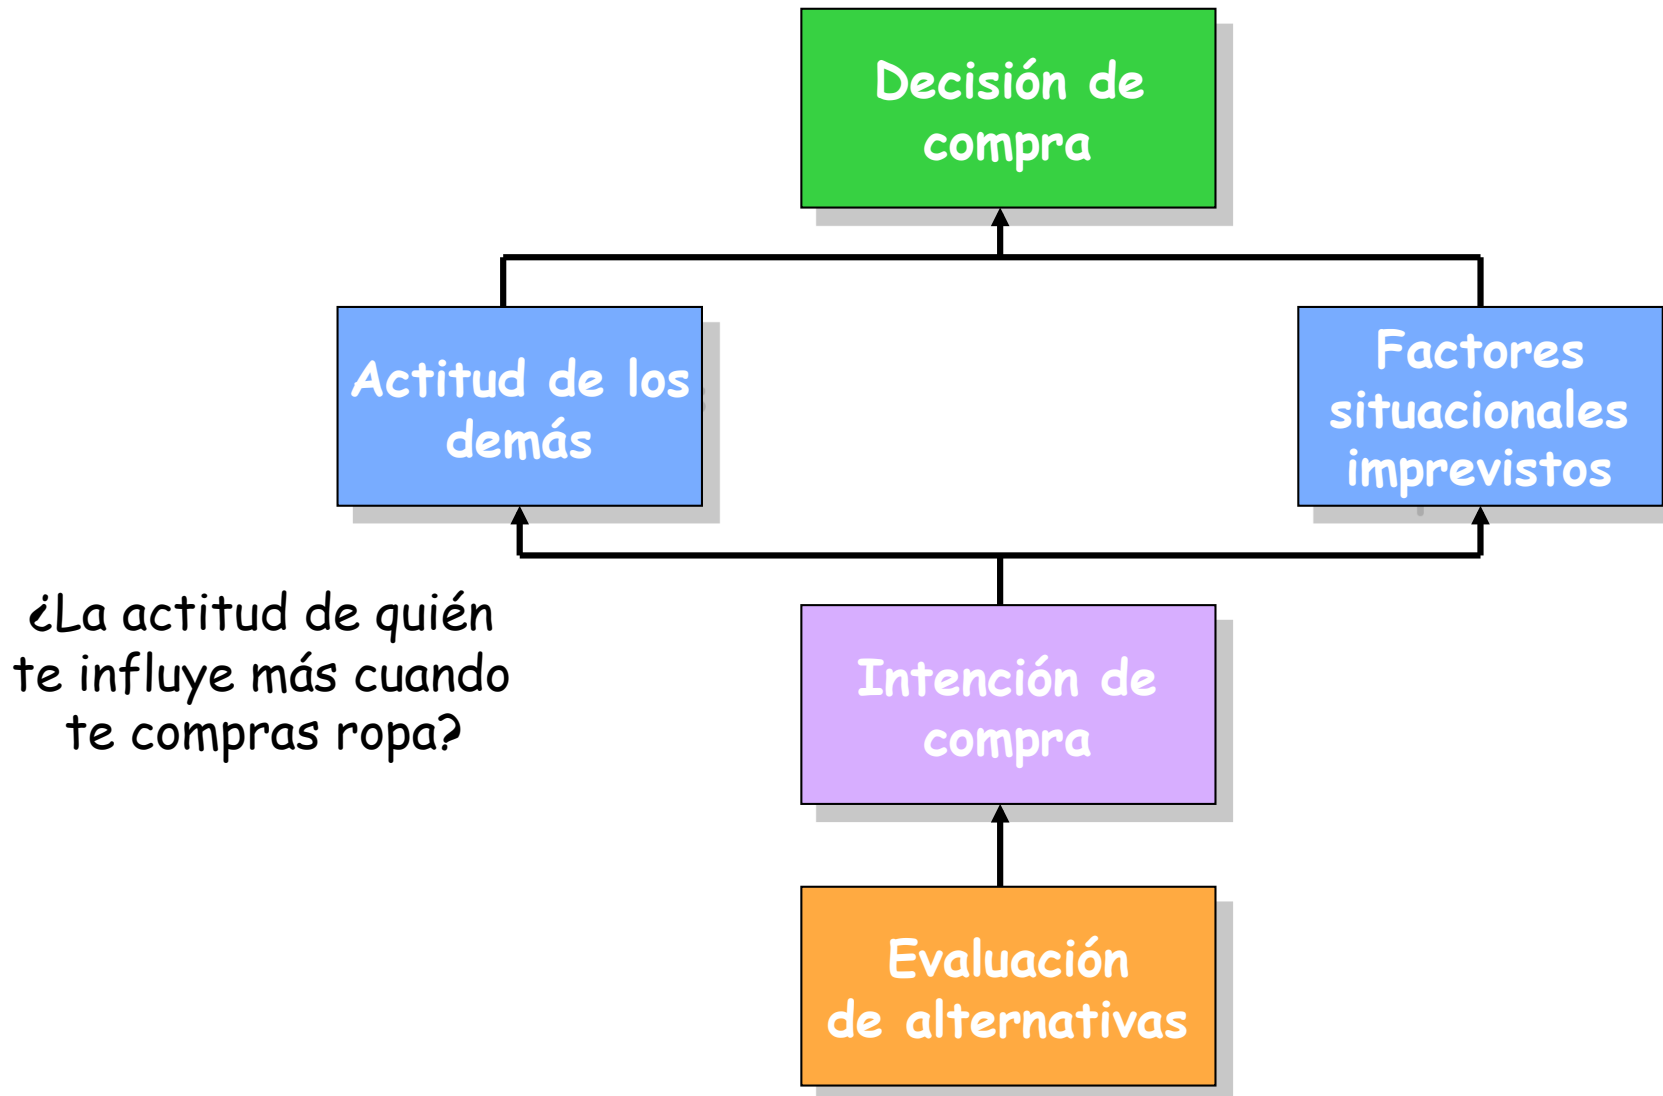 Decisión de
compra
Actitud de los
demás
Factores
situacionales
imprevistos
¿La actitud de quién
te influye más cuando
te compras ropa?
Intención de
compra
Evaluación
de alternativas